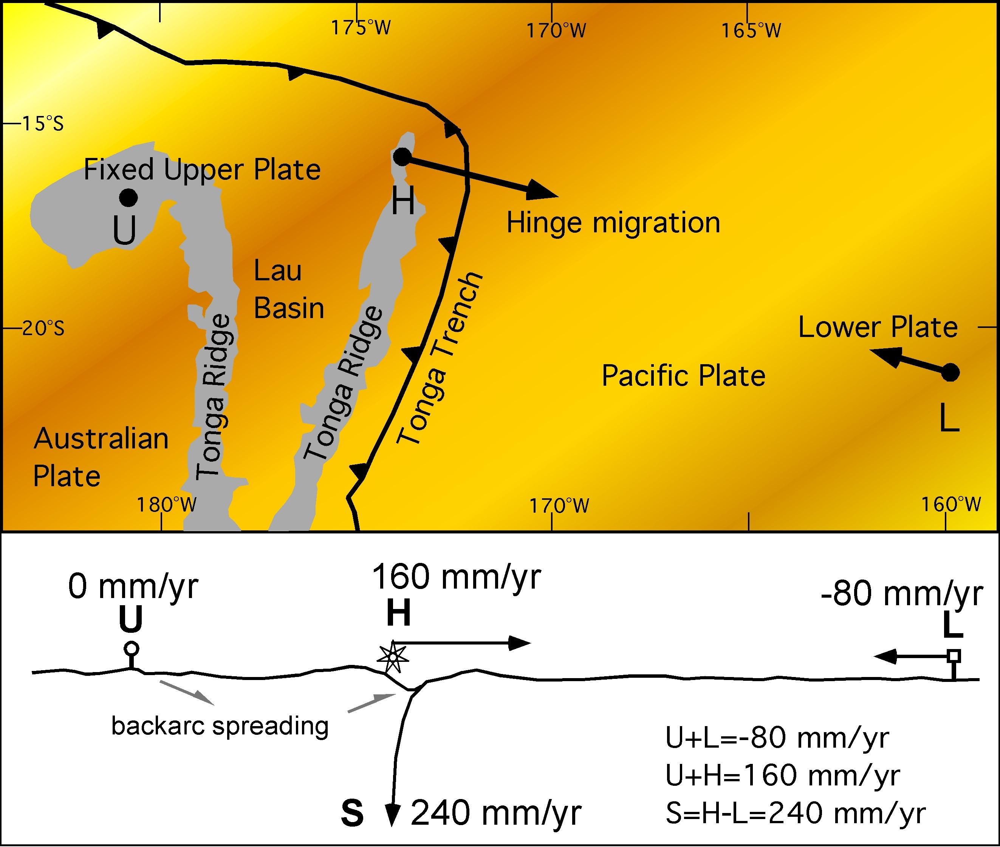 175°W
170°W
165°W
15°S
Fixed Upper Plate
U
H
Hinge migration
Lau
Basin
Tonga Ridge
Tonga Ridge
Tonga Trench
20°S
Lower Plate
Pacific Plate
L
Australian
Plate
180°W
170°W
160°W
0 mm/yr
U
160 mm/yr
H
-80 mm/yr
L
backarc spreading
S
240 mm/yr
U+L=-80 mm/yr
U+H=160 mm/yr
S=H-L=240 mm/yr